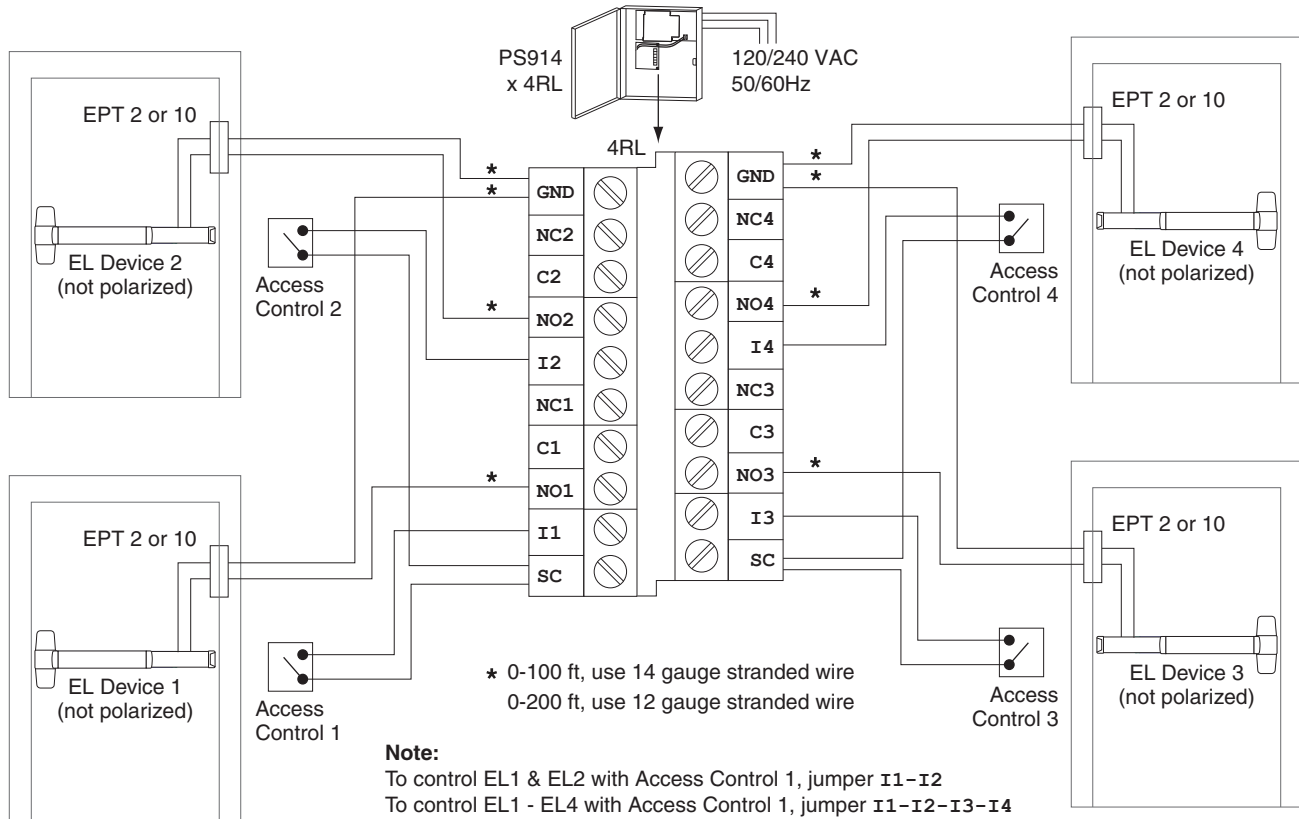 PS914
x 4RL
120/240 VAC
50/60Hz
EPT 2 or 10
EL Device 2
(not polarized)
Access
Control 2
4RL
*
*
GND
NC2
C2
*
NO2
I2
NC1
C1
*
NO1
I1
SC
GND
*
*
NC4
C4
NO4
*
I4
NC3
C3
NO3
*
I3
SC
EPT 2 or 10
EL Device 4
(not polarized)
Access
Control 4
EPT 2 or 10
EL Device 1
(not polarized)
Access
Control 1
EPT 2 or 10
EL Device 3
(not polarized)
Access
Control 3
* 0-100 ft, use 14 gauge stranded wire
0-200 ft, use 12 gauge stranded wire
Note:
To control EL1 & EL2 with Access Control 1, jumper I1-I2
To control EL1 - EL4 with Access Control 1, jumper I1-I2-I3-I4